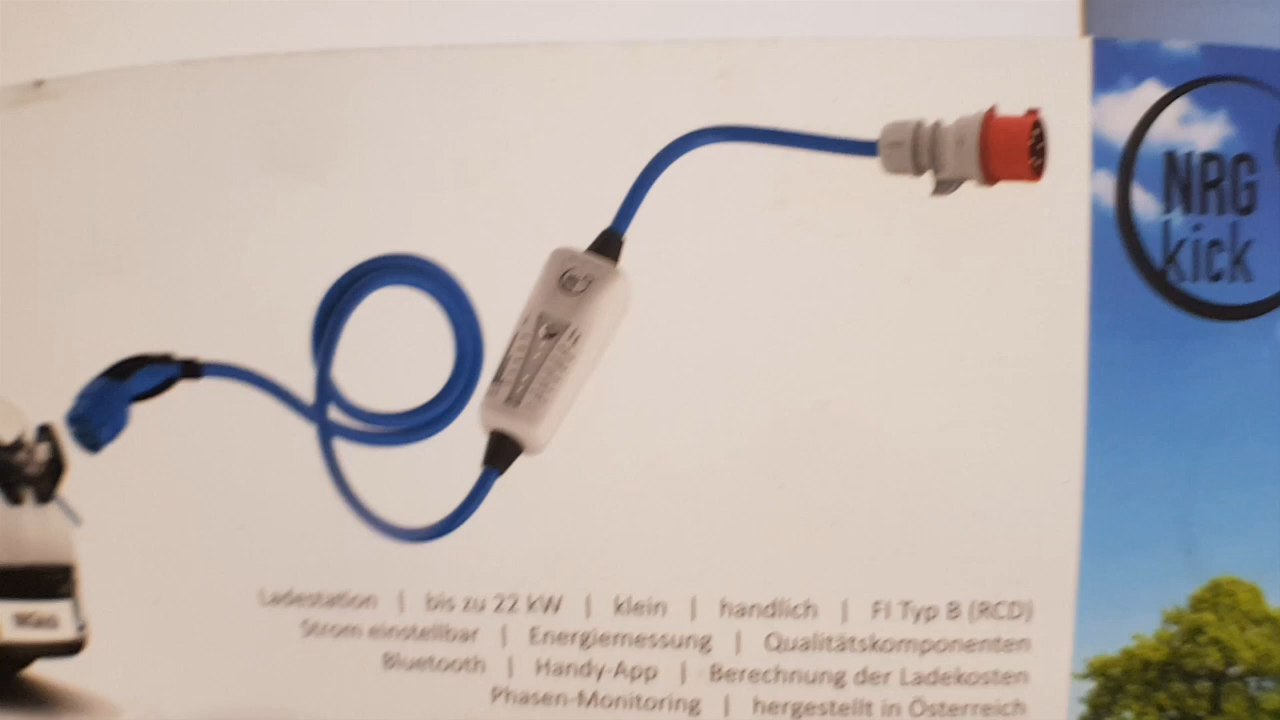 NRG
kick
Ladestation | bis zu 22 kW | klein | handlich | FI Typ B (RCD)
Strom einstellbar | Energiemessung | Qualitätskomponenten
Bluetooth | Handy-App | Berechnung der Ladekosten
Phasen-Monitoring | hergestellt in Österreich